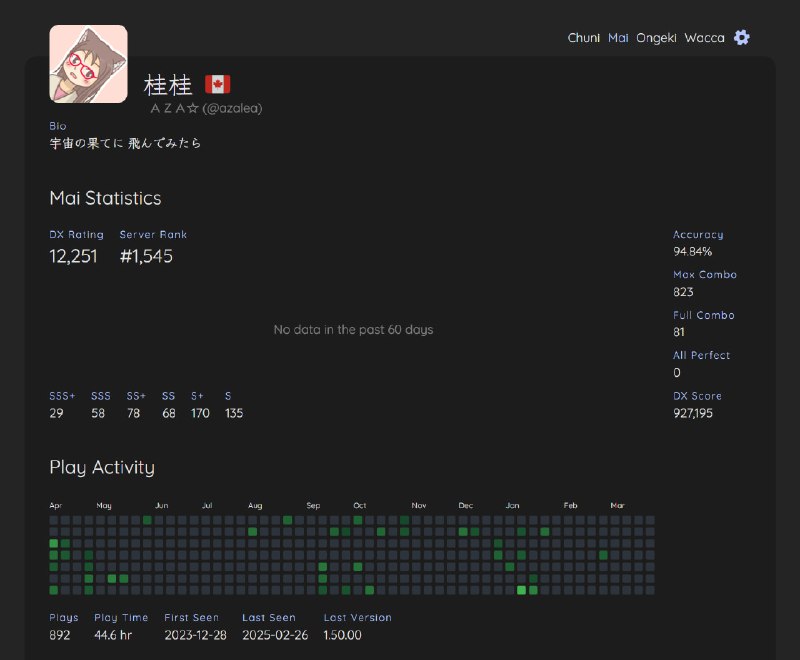 Chuni Mai Ongeki Wacca
桂桂
ＡＺＡ☆ (@azalea)
Bio
宇宙の果てに 飛んでみたら
Mai Statistics
DX Rating Server Rank
12,251 #1,545
Accuracy
94.84%
Max Combo
823
Full Combo
81
All Perfect
0
DX Score
927,195
No data in the past 60 days
SSS+ SSS SS+ SS S+ S
29 58 78 68 170 135
Play Activity
Apr May Jun Jul Aug Sep Oct Nov Dec Jan Feb Mar
Plays Play Time First Seen Last Seen Last Version
892 44.6 hr 2023-12-28 2025-02-26 1.50.00